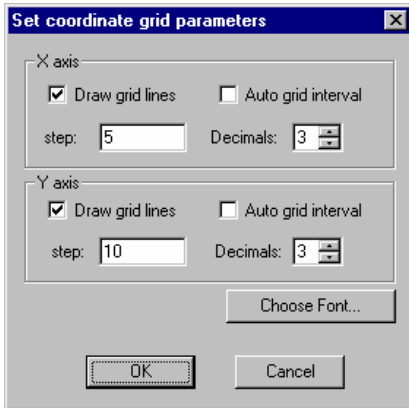 Set coordinate grid parameters
X axis
Draw grid lines Auto grid interval
step: 5 Decimals: 3
Y axis
Draw grid lines Auto grid interval
step: 10 Decimals: 3
Choose Font...
OK Cancel